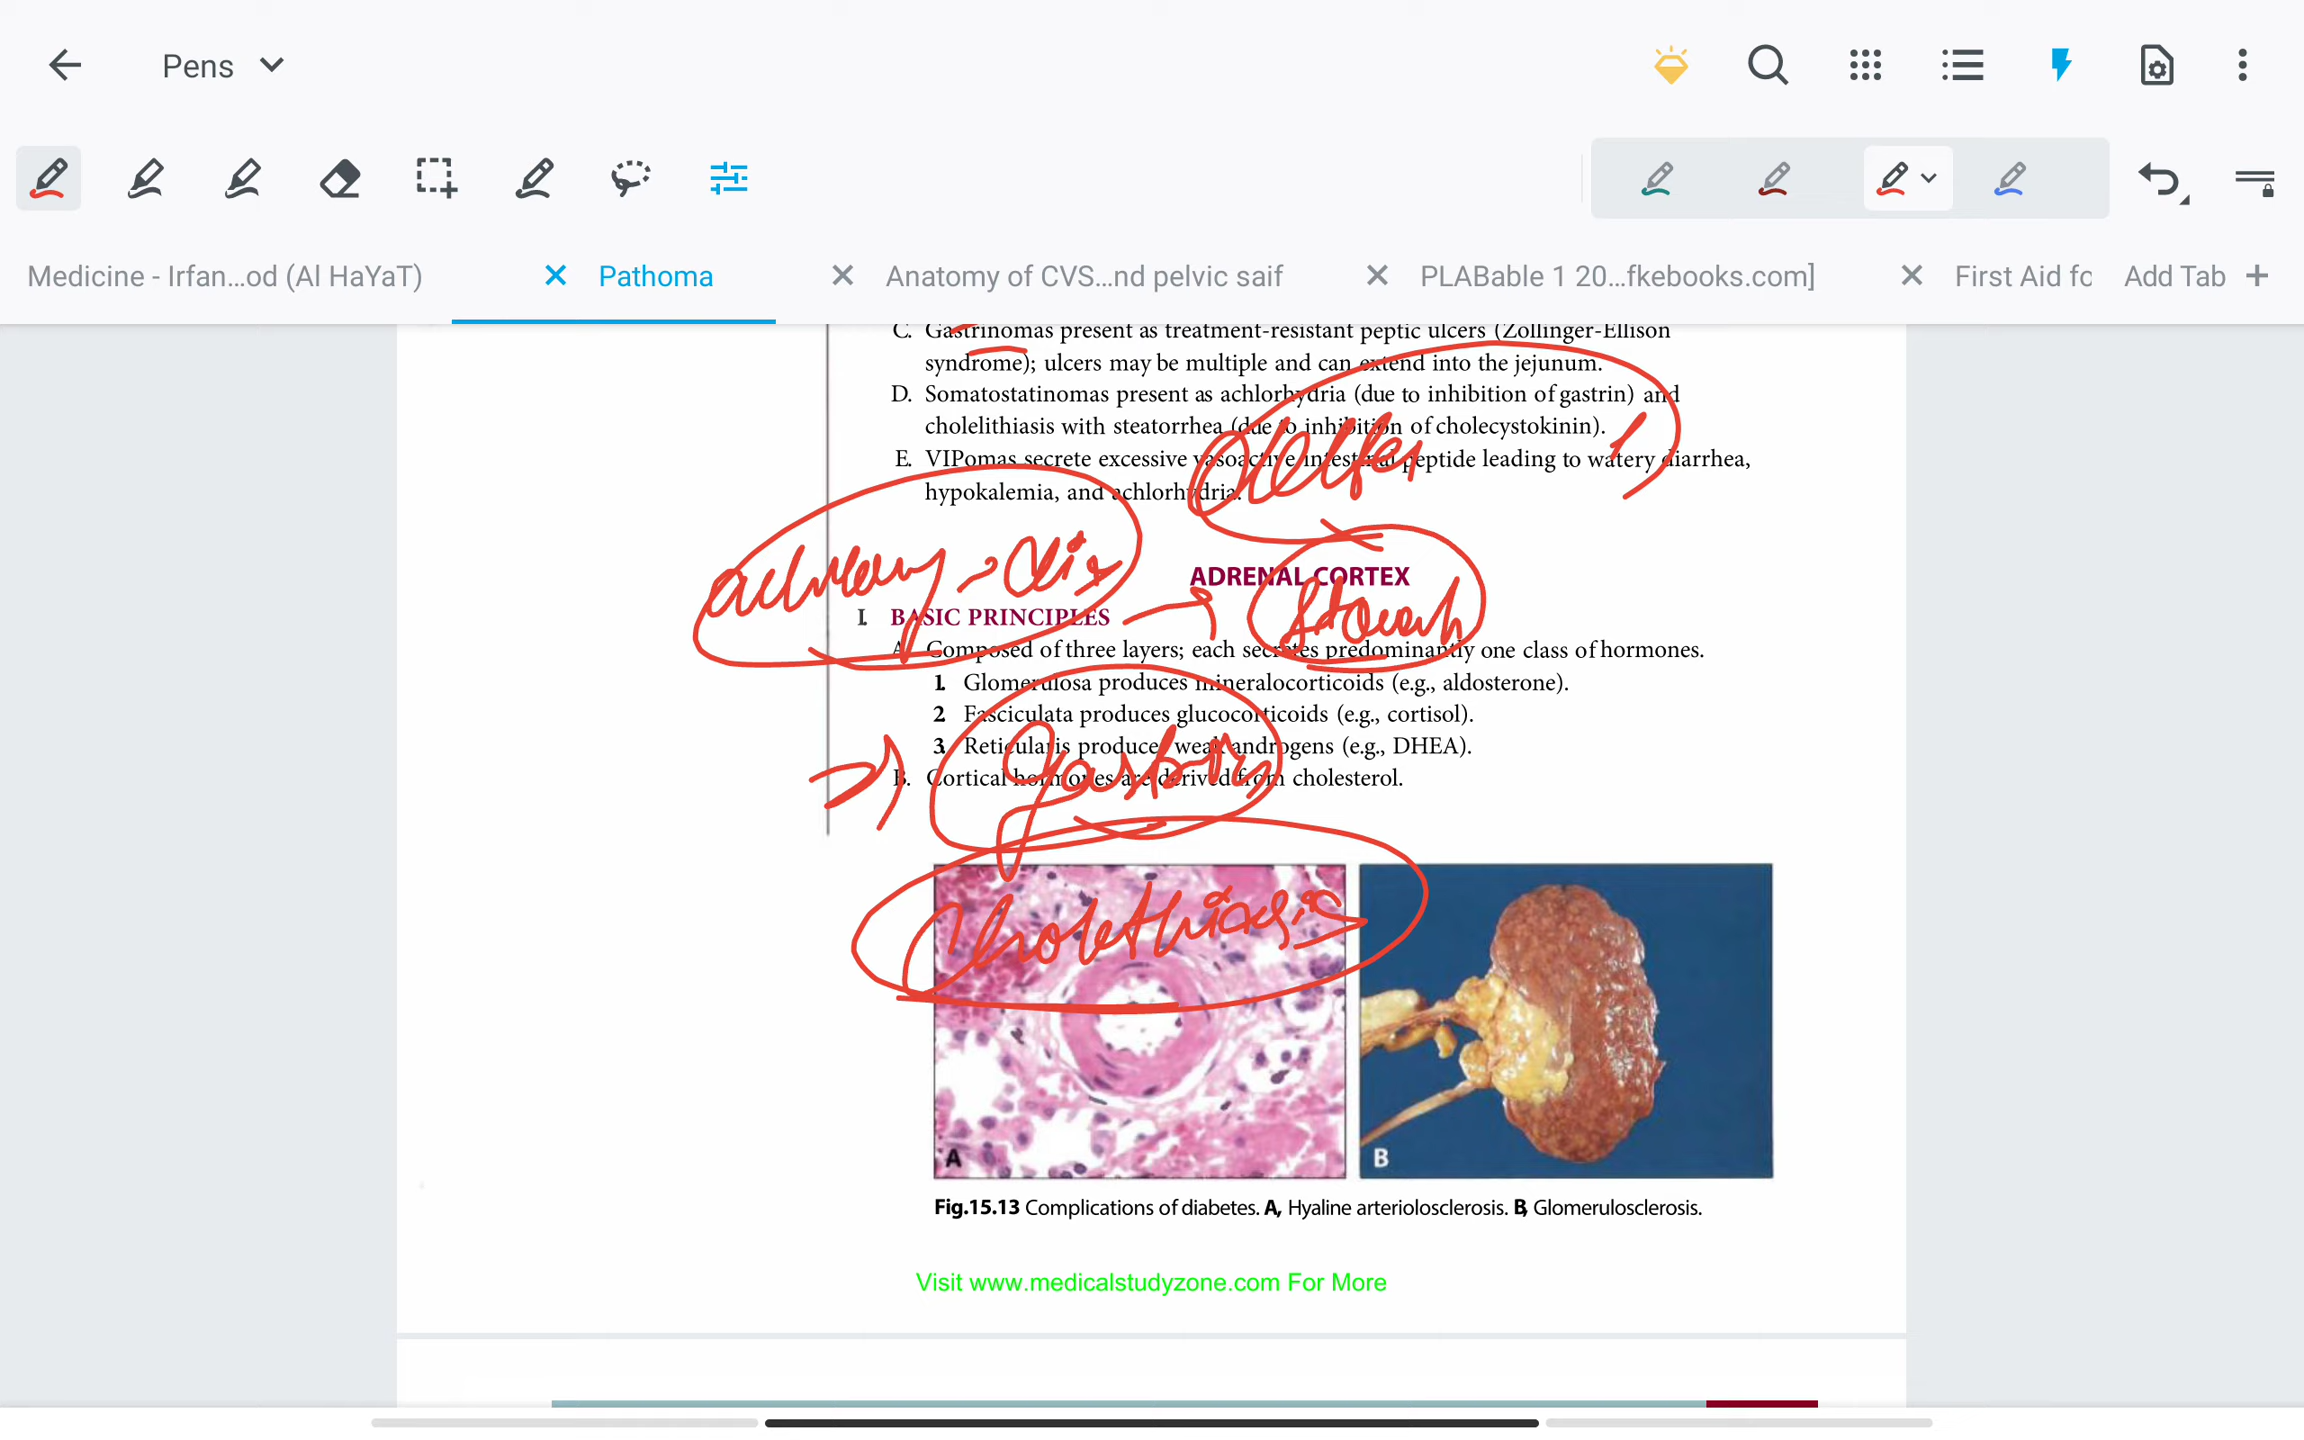 Pens
Medicine - Irfan...od (Al HaYaT)
Pathoma
Anatomy of CVS...nd pelvic saif
PLABable 1 20...fkebooks.com]
First Aid fo
Add Tab +
C. Gastrinomas present as treatment-resistant peptic ulcers (Zollinger-Ellison
syndrome); ulcers may be multiple and can extend into the jejunum.
D. Somatostatinomas present as achlorhydria (due to inhibition of gastrin) and
cholelithiasis with steatorrhea (due to inhibition of cholecystokinin).
E. VIPomas secrete excessive vasoactive intestinal peptide leading to watery diarrhea,
hypokalemia, and achlorhydria.
ADRENAL CORTEX
I. BASIC PRINCIPLES
Stomach
A. Composed of three layers; each secretes predominantly one class of hormones.
1. Glomerulosa produces mineralocorticoids (e.g., aldosterone).
2 Fasciculata produces glucocorticoids (e.g., cortisol).
3. Reticularis produces weak androgens (e.g., DHEA).
B. Cortical hormones are derived from cholesterol.
Cholethiasis
A
B
Fig.15.13 Complications of diabetes. A, Hyaline arteriolosclerosis. B, Glomerulosclerosis.
Visit www.medicalstudyzone.com For More